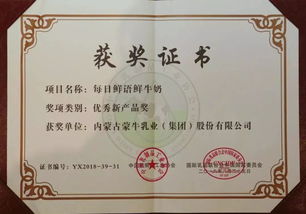 获奖证书
项目名称：每日鲜语鲜牛奶
奖项类别：优秀新产品奖
获奖单位：内蒙古蒙牛乳业（集团）股份有限公司
证书编号：YX2018-39-31